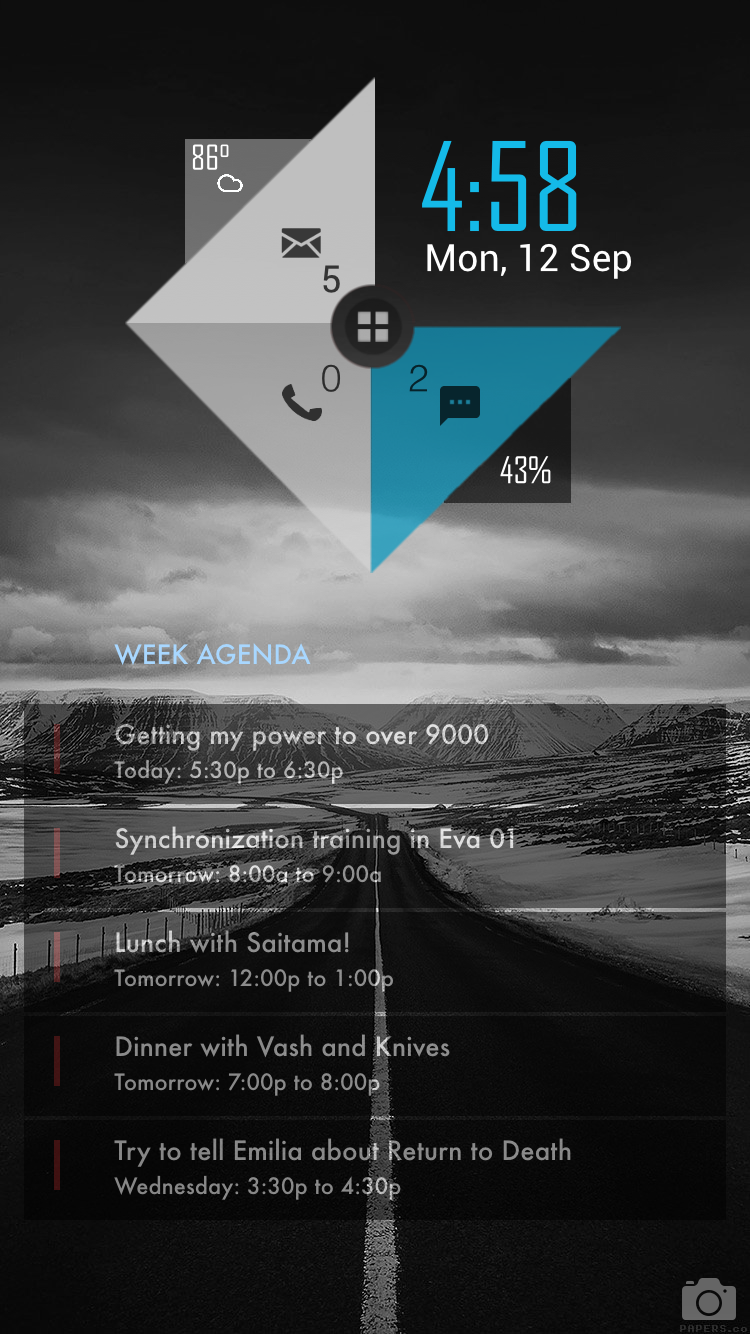 86°
4:58
Mon, 12 Sep
5
0
2
43%
WEEK AGENDA
Getting my power to over 9000
Today: 5:30p to 6:30p
Synchronization training in Eva 01
Tomorrow: 8:00a to 9:00a
Lunch with Saitama!
Tomorrow: 12:00p to 1:00p
Dinner with Vash and Knives
Tomorrow: 7:00p to 8:00p
Try to tell Emilia about Return to Death
Wednesday: 3:30p to 4:30p